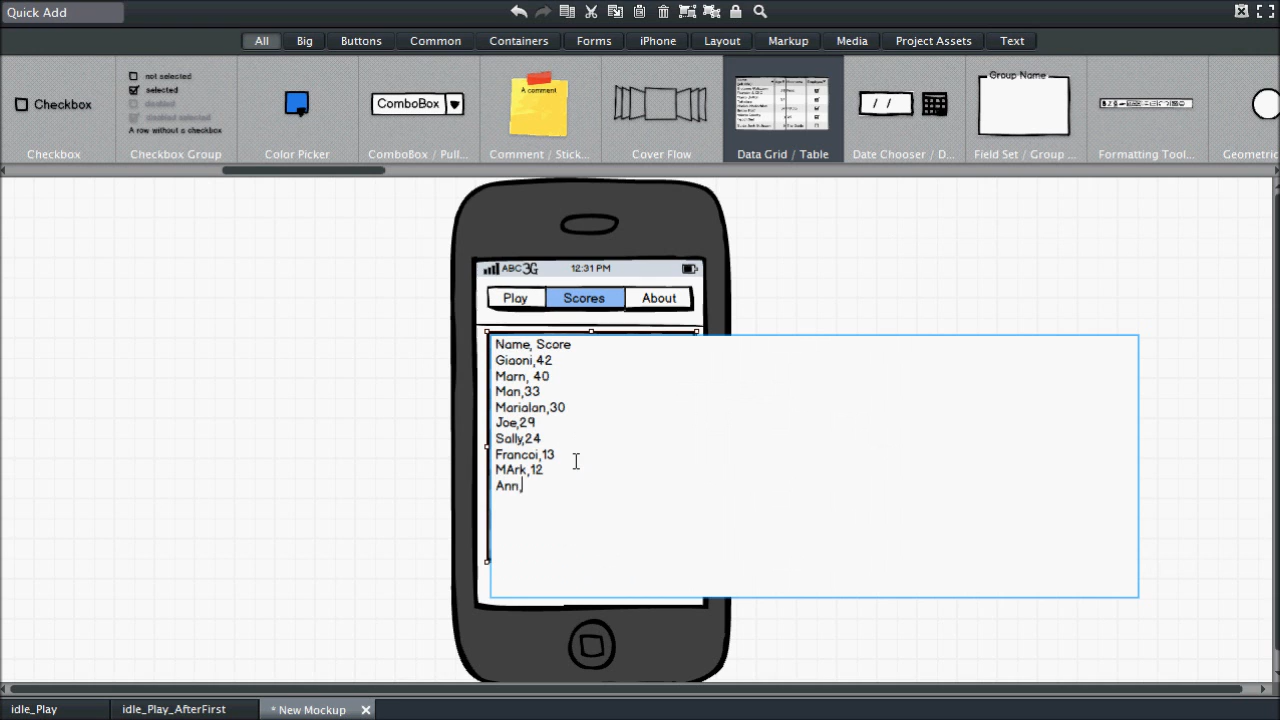 Quick Add
All Big Buttons Common Containers Forms iPhone Layout Markup Media Project Assets Text
Checkbox
not selected
selected
disabled
disabled selected
A row without a checkbox
ComboBox
A comment
/ /
Group Name
Checkbox Checkbox Group Color Picker ComboBox / Pull... Comment / Stick... Cover Flow Data Grid / Table Date Chooser / D... Field Set / Group ... Formatting Tool... Geometric
ABC 3G 12:31 PM
Play Scores About
Name, Score
Giaoni,42
Marn, 40
Man,33
Marialan,30
Joe,29
Sally,24
Francoi,13
MArk,12
Ann,
idle_Play idle_Play_AfterFirst * New Mockup